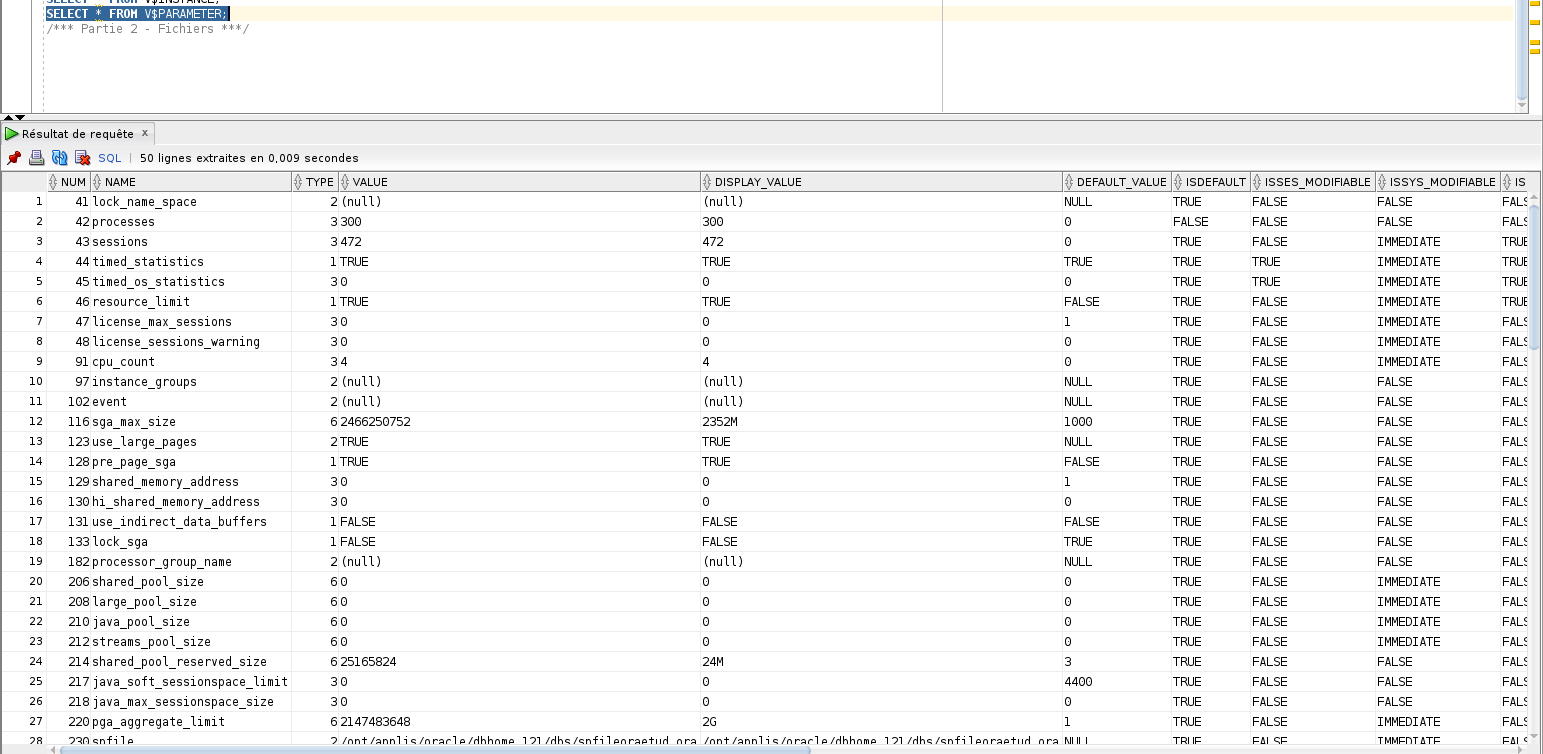 SELECT * FROM V$INSTANCE;
SELECT * FROM V$PARAMETER;
/*** Partie 2 - Fichiers ***/
Résultat de requête x
SQL | 50 lignes extraites en 0,009 secondes
NUM NAME TYPE VALUE DISPLAY_VALUE DEFAULT_VALUE ISDEFAULT ISSES_MODIFIABLE ISSYS_MODIFIABLE IS
1 41 lock_name_space 2 (null) (null) NULL TRUE FALSE FALSE FALS
2 42 processes 3 300 300 0 FALSE FALSE FALSE FALS
3 43 sessions 3 472 472 0 TRUE FALSE IMMEDIATE TRUE
4 44 timed_statistics 1 TRUE TRUE TRUE TRUE TRUE IMMEDIATE TRUE
5 45 timed_os_statistics 3 0 0 0 TRUE TRUE IMMEDIATE TRUE
6 46 resource_limit 1 TRUE TRUE FALSE TRUE FALSE IMMEDIATE TRUE
7 47 license_max_sessions 3 0 0 1 TRUE FALSE IMMEDIATE FALS
8 48 license_sessions_warning 3 0 0 0 TRUE FALSE IMMEDIATE FALS
9 91 cpu_count 3 4 4 0 TRUE FALSE IMMEDIATE FALS
10 97 instance_groups 2 (null) (null) NULL TRUE FALSE FALSE FALS
11 102 event 2 (null) (null) NULL TRUE FALSE FALSE FALS
12 116 sga_max_size 6 2466250752 2352M 1000 TRUE FALSE FALSE FALS
13 123 use_large_pages 2 TRUE TRUE NULL TRUE FALSE FALSE FALS
14 128 pre_page_sga 1 TRUE TRUE FALSE TRUE FALSE FALSE FALS
15 129 shared_memory_address 3 0 0 1 TRUE FALSE FALSE FALS
16 130 hi_shared_memory_address 3 0 0 0 TRUE FALSE FALSE FALS
17 131 use_indirect_data_buffers 1 FALSE FALSE FALSE TRUE FALSE FALSE FALS
18 133 lock_sga 1 FALSE FALSE TRUE TRUE FALSE FALSE FALS
19 182 processor_group_name 2 (null) (null) NULL TRUE FALSE FALSE FALS
20 206 shared_pool_size 6 0 0 0 TRUE FALSE IMMEDIATE FALS
21 208 large_pool_size 6 0 0 0 TRUE FALSE IMMEDIATE FALS
22 210 java_pool_size 6 0 0 0 TRUE FALSE IMMEDIATE FALS
23 212 streams_pool_size 6 0 0 0 TRUE FALSE IMMEDIATE FALS
24 214 shared_pool_reserved_size 6 25165824 24M 3 TRUE FALSE FALSE FALS
25 217 java_soft_sessionspace_limit 3 0 0 4400 TRUE FALSE FALSE FALS
26 218 java_max_sessionspace_size 3 0 0 0 TRUE FALSE FALSE FALS
27 220 pga_aggregate_limit 6 2147483648 2G 1 TRUE FALSE IMMEDIATE FALS
28 230 spfile 2 /opt/applis/oracle/dbhome_121/dbs/spfileoraetud.ora /opt/applis/oracle/dbhome_121/dbs/spfileoraetud.ora NULL TRUE FALSE FALSE FALS